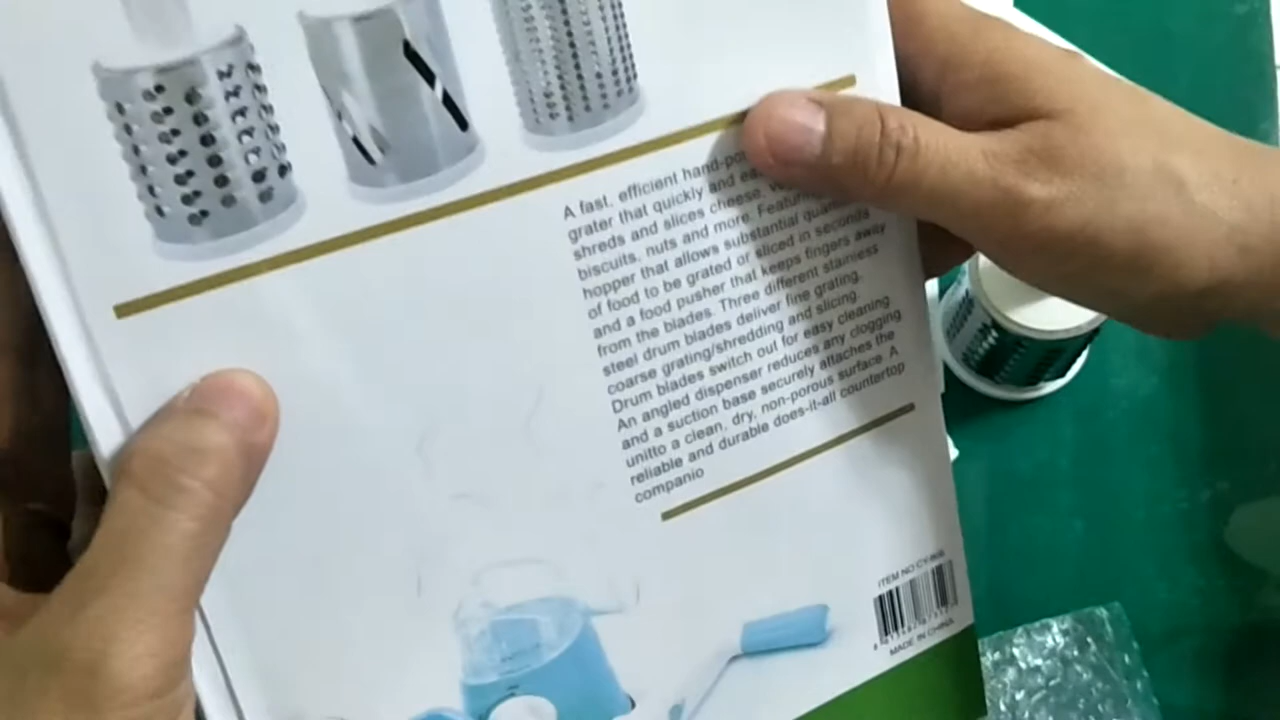 A fast, efficient hand-
grater that quickly and
shreds and slices cheese,
biscuits, nuts and more.
hopper that allows substantial
of food to be grated or sliced in seconds
and a food pusher that keeps fingers away
from the blades. Three different stainless
steel drum blades deliver fine grating,
coarse grating/shredding and slicing
Drum blades switch out for easy cleaning
An angled dispenser reduces any clogging
and a suction base securely attaches the
unitto a clean, dry, non-porous surface. A
reliable and durable does-it-all countertop
companio
ITEM NO:
MADE IN CHINA